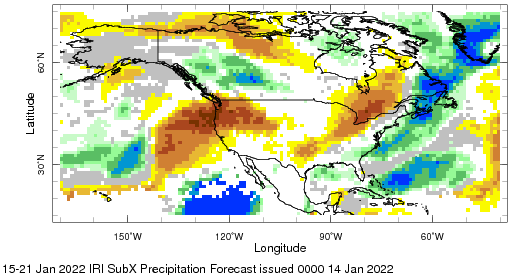 60°N
Latitude
30°N
150°W 120°W 90°W 60°W
Longitude
15-21 Jan 2022 IRI SubX Precipitation Forecast issued 0000 14 Jan 2022